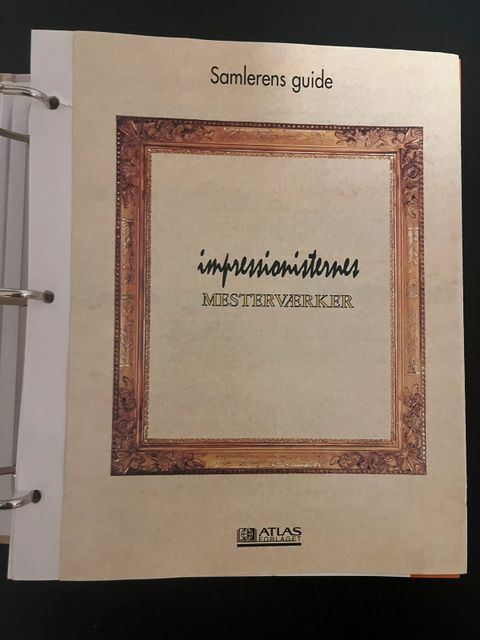 Samlerens guide
impressionisternes
MESTERVÆRKER
ATLAS
FORLAGET